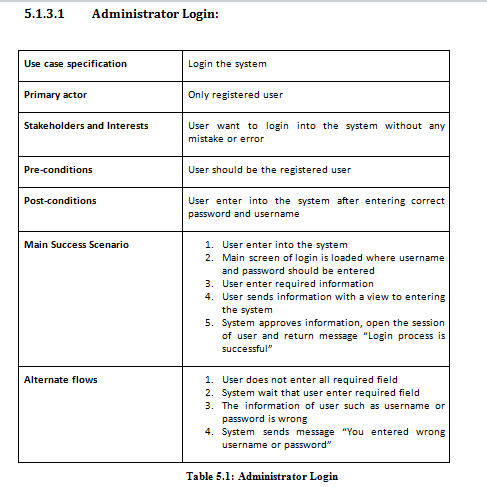 5.1.3.1 Administrator Login:
Use case specification
Login the system
Primary actor
Only registered user
Stakeholders and Interests
User want to login into the system without any
mistake or error
Pre-conditions
User should be the registered user
Post-conditions
User enter into the system after entering correct
password and username
Main Success Scenario
1. User enter into the system
2. Main screen of login is loaded where username
and password should be entered
3. User enter required information
4. User sends information with a view to entering
the system
5. System approves information, open the session
of user and return message “Login process is
successful”
Alternate flows
1. User does not enter all required field
2. System wait that user enter required field
3. The information of user such as username or
password is wrong
4. System sends message “You entered wrong
username or password”
Table 5.1: Administrator Login